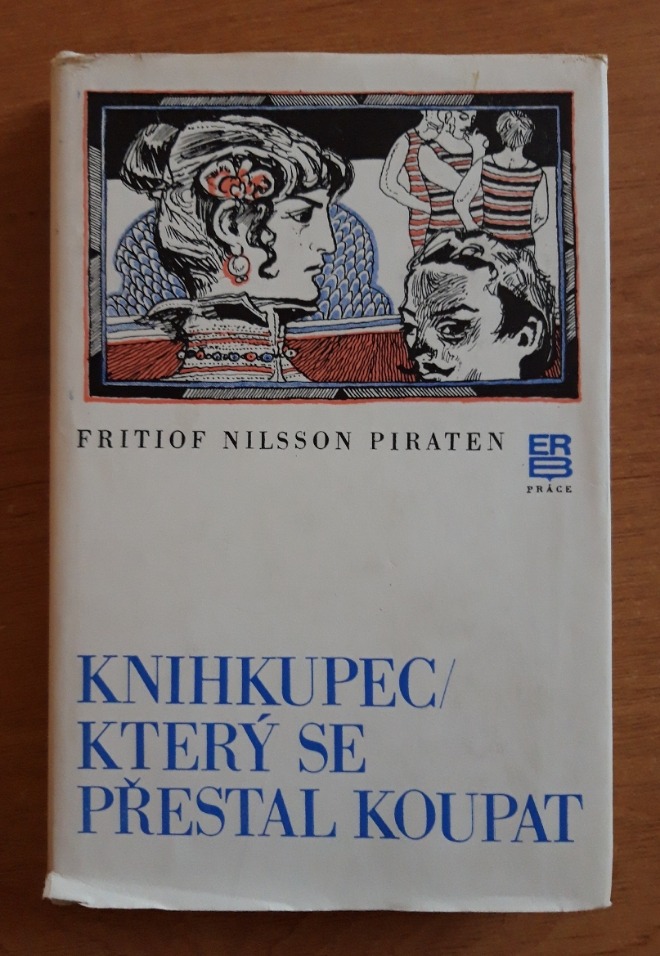 FRITIOF NILSSON PIRATEN
ER
B
PRÁCE
KNIHKUPEC/
KTERÝ SE
PŘESTAL KOUPAT